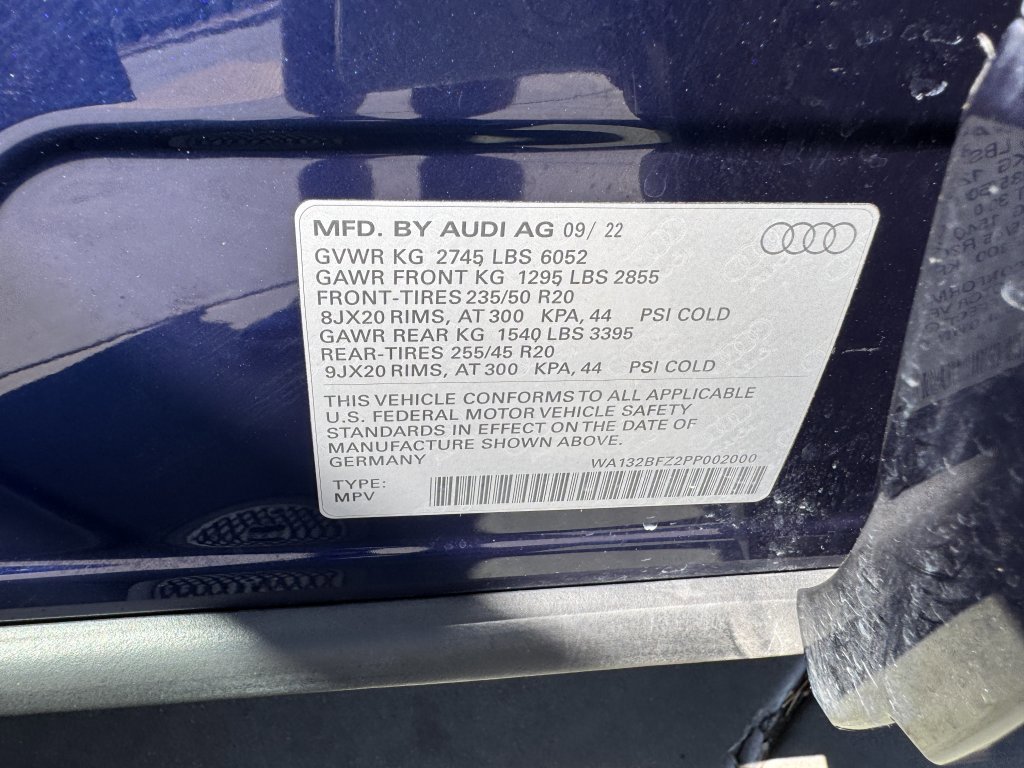 MFD. BY AUDI AG 09/ 22
GVWR KG 2745 LBS 6052
GAWR FRONT KG 1295 LBS 2855
FRONT-TIRES 235/50 R20
8JX20 RIMS, AT 300 KPA, 44 PSI COLD
GAWR REAR KG 1540 LBS 3395
REAR-TIRES 255/45 R20
9JX20 RIMS, AT 300 KPA, 44 PSI COLD
THIS VEHICLE CONFORMS TO ALL APPLICABLE
U.S. FEDERAL MOTOR VEHICLE SAFETY
STANDARDS IN EFFECT ON THE DATE OF
MANUFACTURE SHOWN ABOVE.
GERMANY WA132BFZ2PP002000
TYPE:
MPV